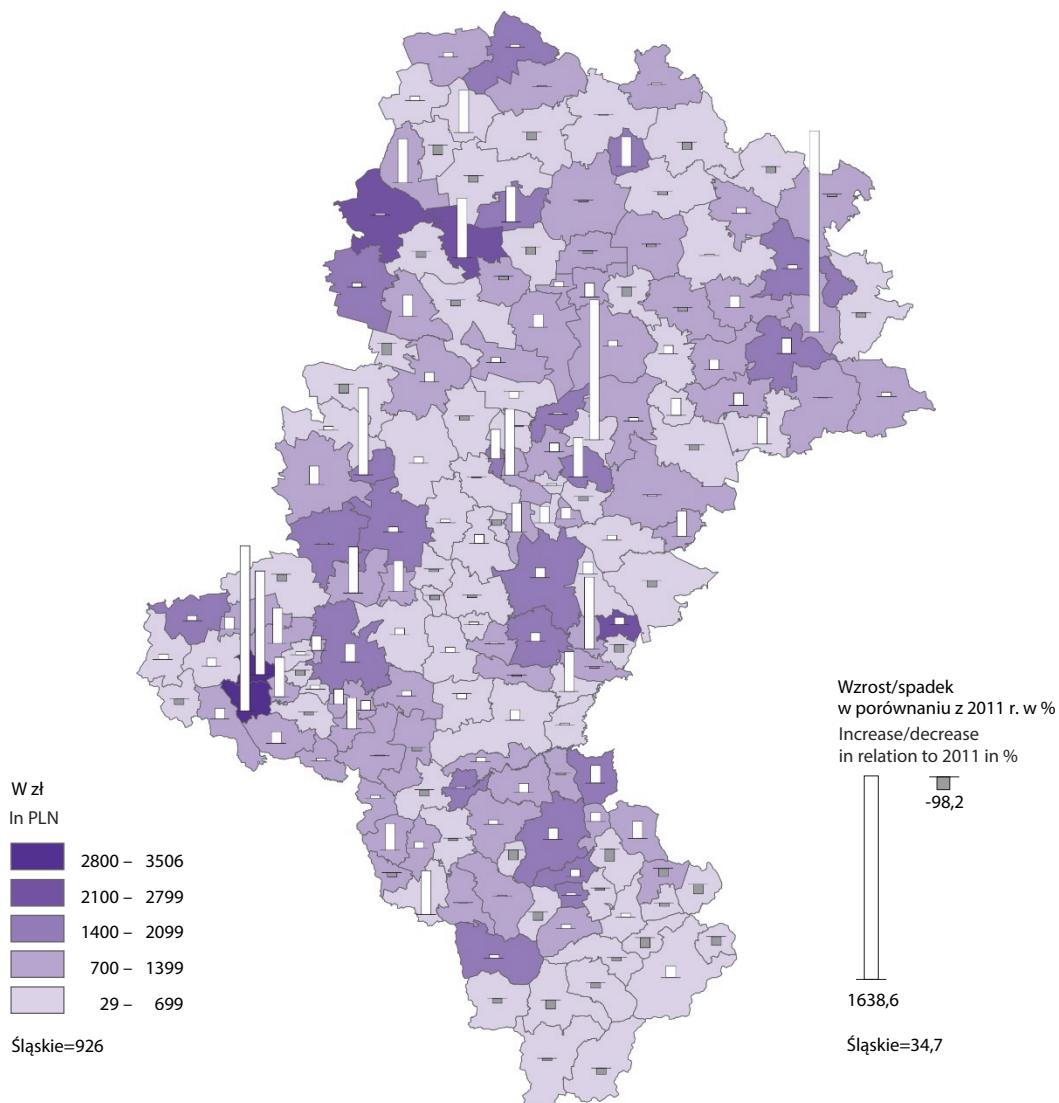 Wzrost/spadek
w porównaniu z 2011 r. w %
Increase/decrease
in relation to 2011 in %
-98,2
1638,6
Śląskie=34,7
W zł
In PLN
2800 – 3506
2100 – 2799
1400 – 2099
700 – 1399
29 – 699
Śląskie=926